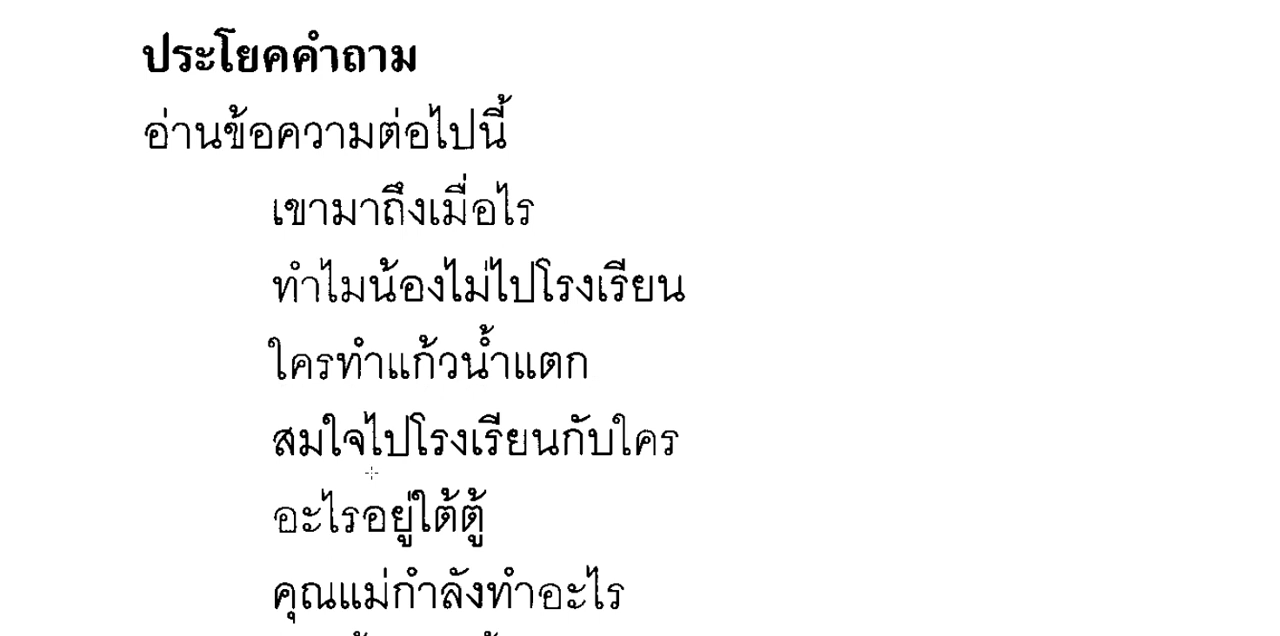 ประโยคคำถาม
อ่านข้อความต่อไปนี้
เขามาถึงเมื่อไร
ทำไมน้องไม่ไปโรงเรียน
ใครทำแก้วน้ำแตก
สมใจไปโรงเรียนกับใคร
อะไรอยู่ใต้ตู้
คุณแม่กำลังทำอะไร